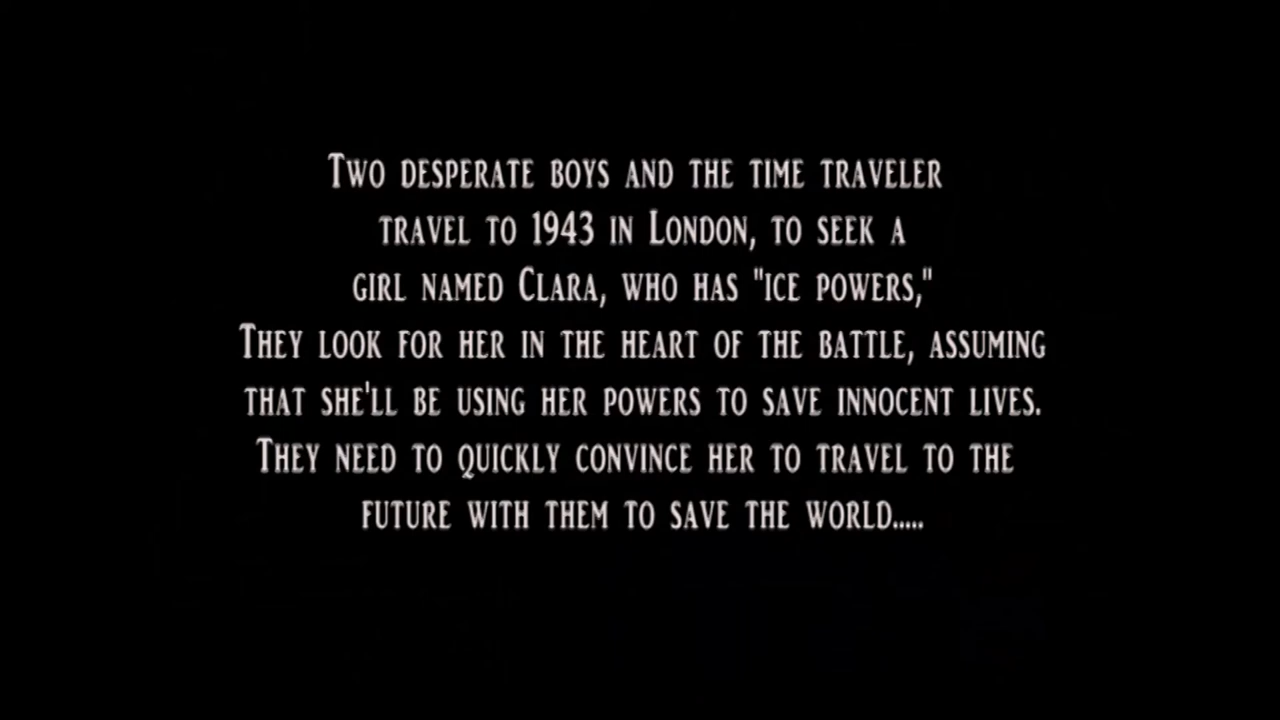 Two desperate boys and the time traveler
travel to 1943 in London, to seek a
girl named Clara, who has "ice powers,"
They look for her in the heart of the battle, assuming
that she'll be using her powers to save innocent lives.
They need to quickly convince her to travel to the
future with them to save the world.....